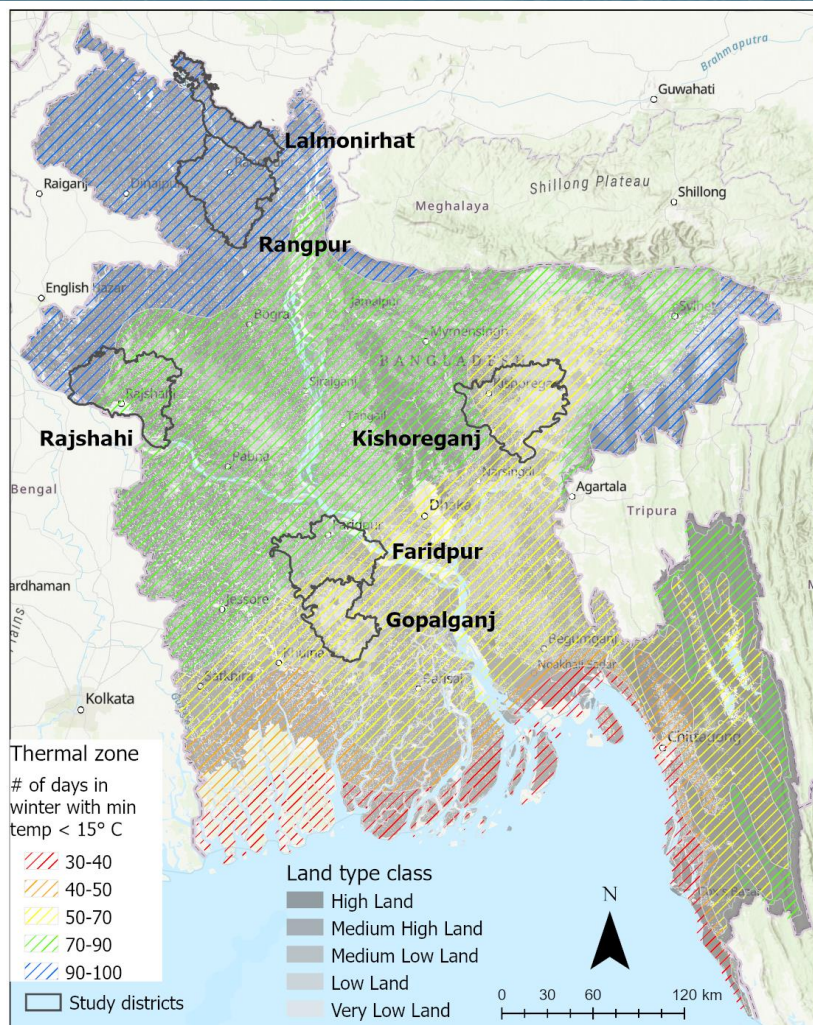 Brahmaputra
Guwahati
Lalmonirhat
Raiganj
Dinajpur
Shillong Plateau
Shillong
Meghalaya
Rangpur
English Bazar
Jamalpur
Sylhet
Bogra
Mymensingh
BANGLADESH
Rajshahi
Sirajganj
Kishoreganj
Tangail
Rajshahi
Kishoreganj
Pabna
Narsingdi
Bengal
Agartala
Dhaka
Tripura
Faridpur
Faridpur
ardhaman
Jessore
Gopalganj
Plains
Begumganj
Khulna
Noakhali Sadar
Satkhira
Barisal
Kolkata
Chittagong
Thermal zone
# of days in
winter with min
temp < 15° C
30-40
40-50
50-70
70-90
90-100
Study districts
Land type class
High Land
Medium High Land
Medium Low Land
Low Land
Very Low Land
N
0 30 60 120 km